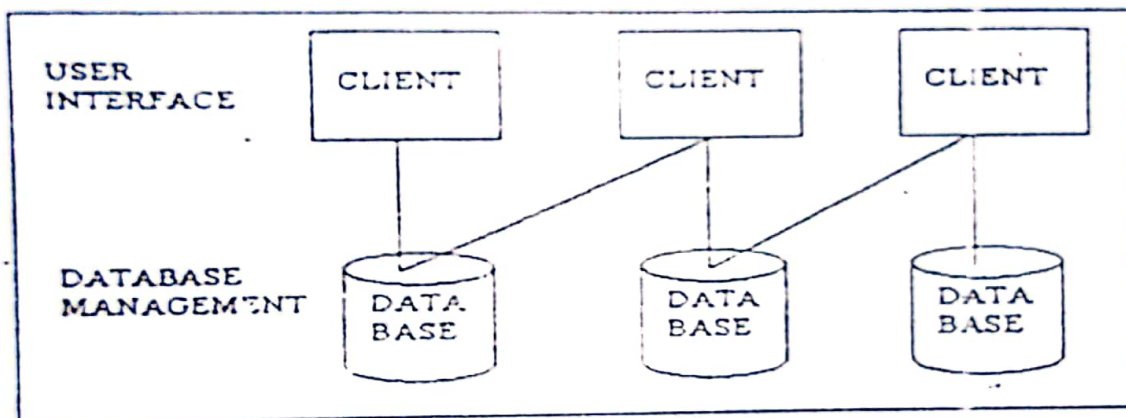 USER
INTERFACE
CLIENT
CLIENT
CLIENT
DATABASE
MANAGEMENT
DATA
BASE
DATA
BASE
DATA
BASE